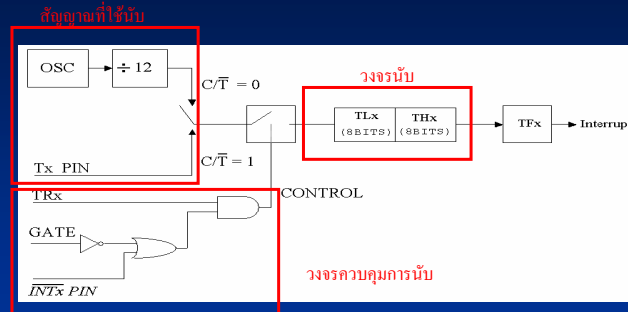 สัญญาณที่ใช้นับ
OSC
÷ 12
C/T̅ = 0
วงจรนับ
TLx
(8BITS)
THx
(8BITS)
TFx
Interrup
Tx PIN
C/T̅ = 1
TRx
CONTROL
GATE
I̅N̅T̅x̅ PIN
วงจรควบคุมการนับ